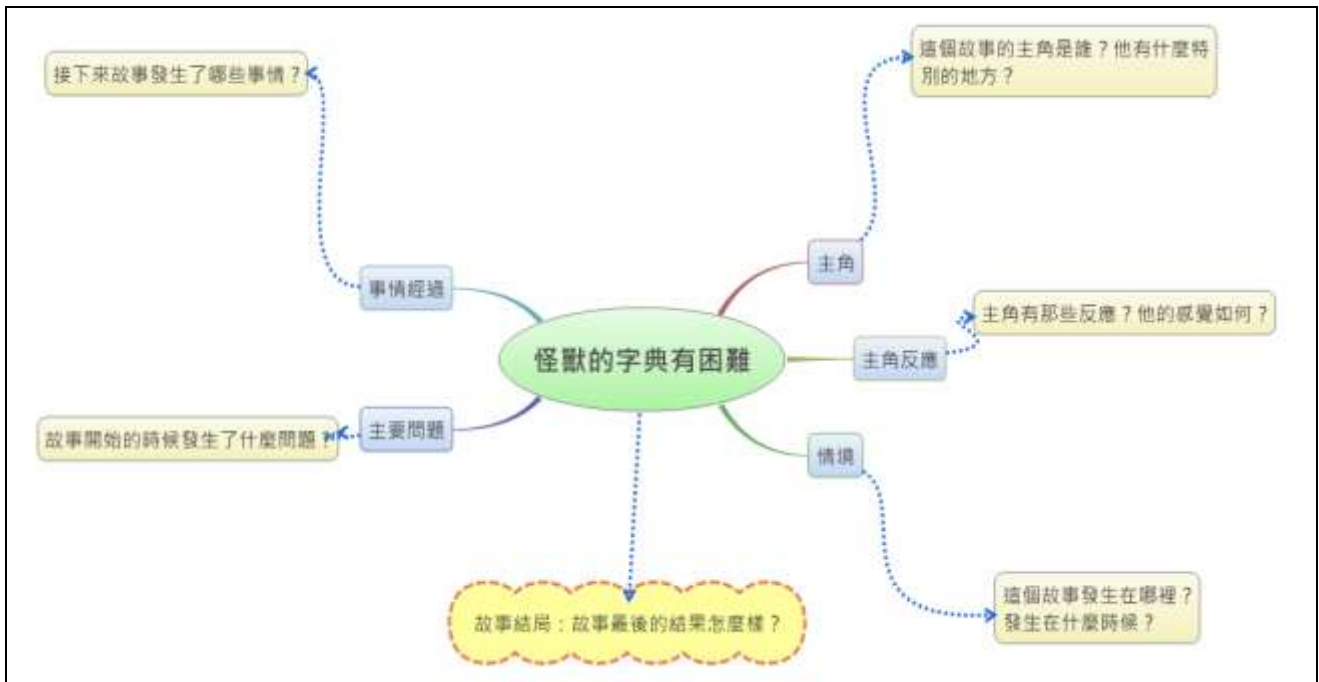 這個故事的主角是誰？他有什麼特
別的地方？
接下來故事發生了哪些事情？
主角
事情經過
主角有那些反應？他的感覺如何？
怪獸的字典有困難
主角反應
主要問題
故事開始的時候發生了什麼問題？
情境
這個故事發生在哪裡？
發生在什麼時候？
故事結局：故事最後的結果怎麼樣？